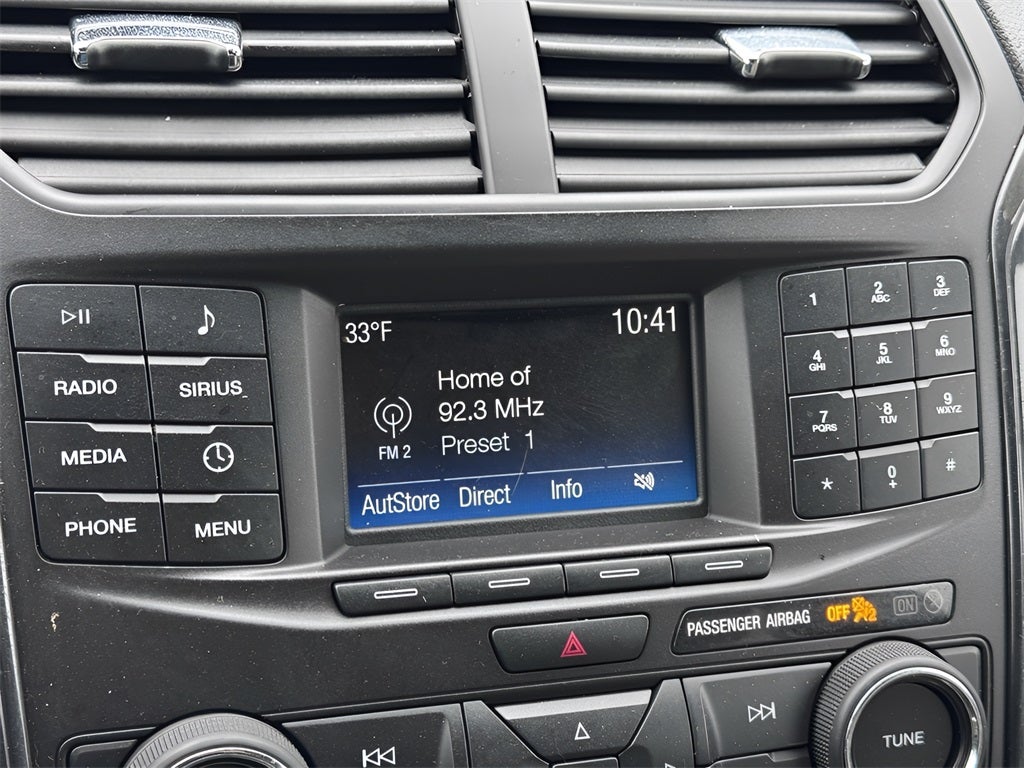 33°F
10:41
Home of
92.3 MHz
Preset 1
FM 2
AutStore Direct Info
RADIO
SIRIUS
MEDIA
PHONE
MENU
1
2 ABC
3 DEF
4 GHI
5 JKL
6 MNO
7 PQRS
8 TUV
9 WXYZ
*
0 +
#
PASSENGER AIRBAG OFF 2 ON
TUNE